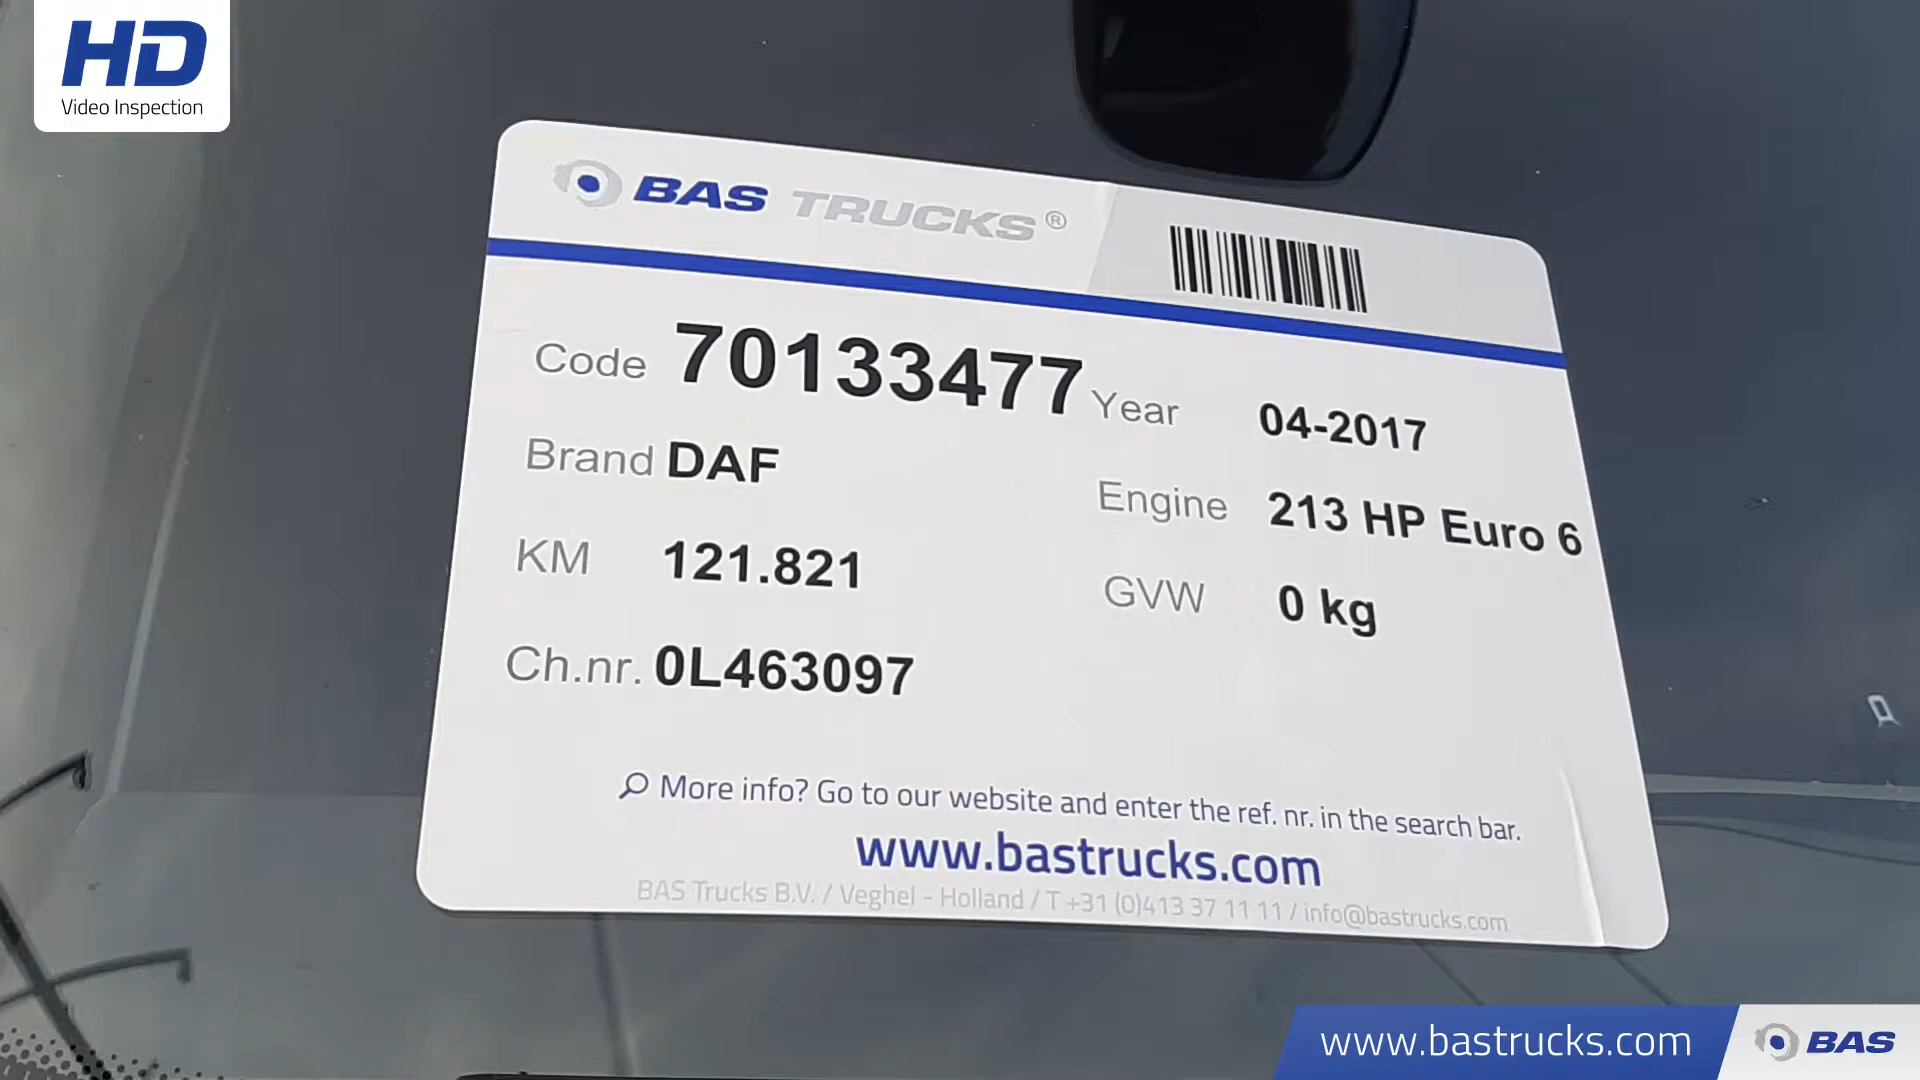 HD
Video Inspection
BAS TRUCKS®
Code 70133477
Year 04-2017
Brand DAF
Engine 213 HP Euro 6
KM 121.821
GVW 0 kg
Ch.nr. 0L463097
More info? Go to our website and enter the ref. nr. in the search bar.
www.bastrucks.com
BAS Trucks B.V. / Veghel - Holland / T +31 (0)413 37 11 11 / info@bastrucks.com
www.bastrucks.com
BAS